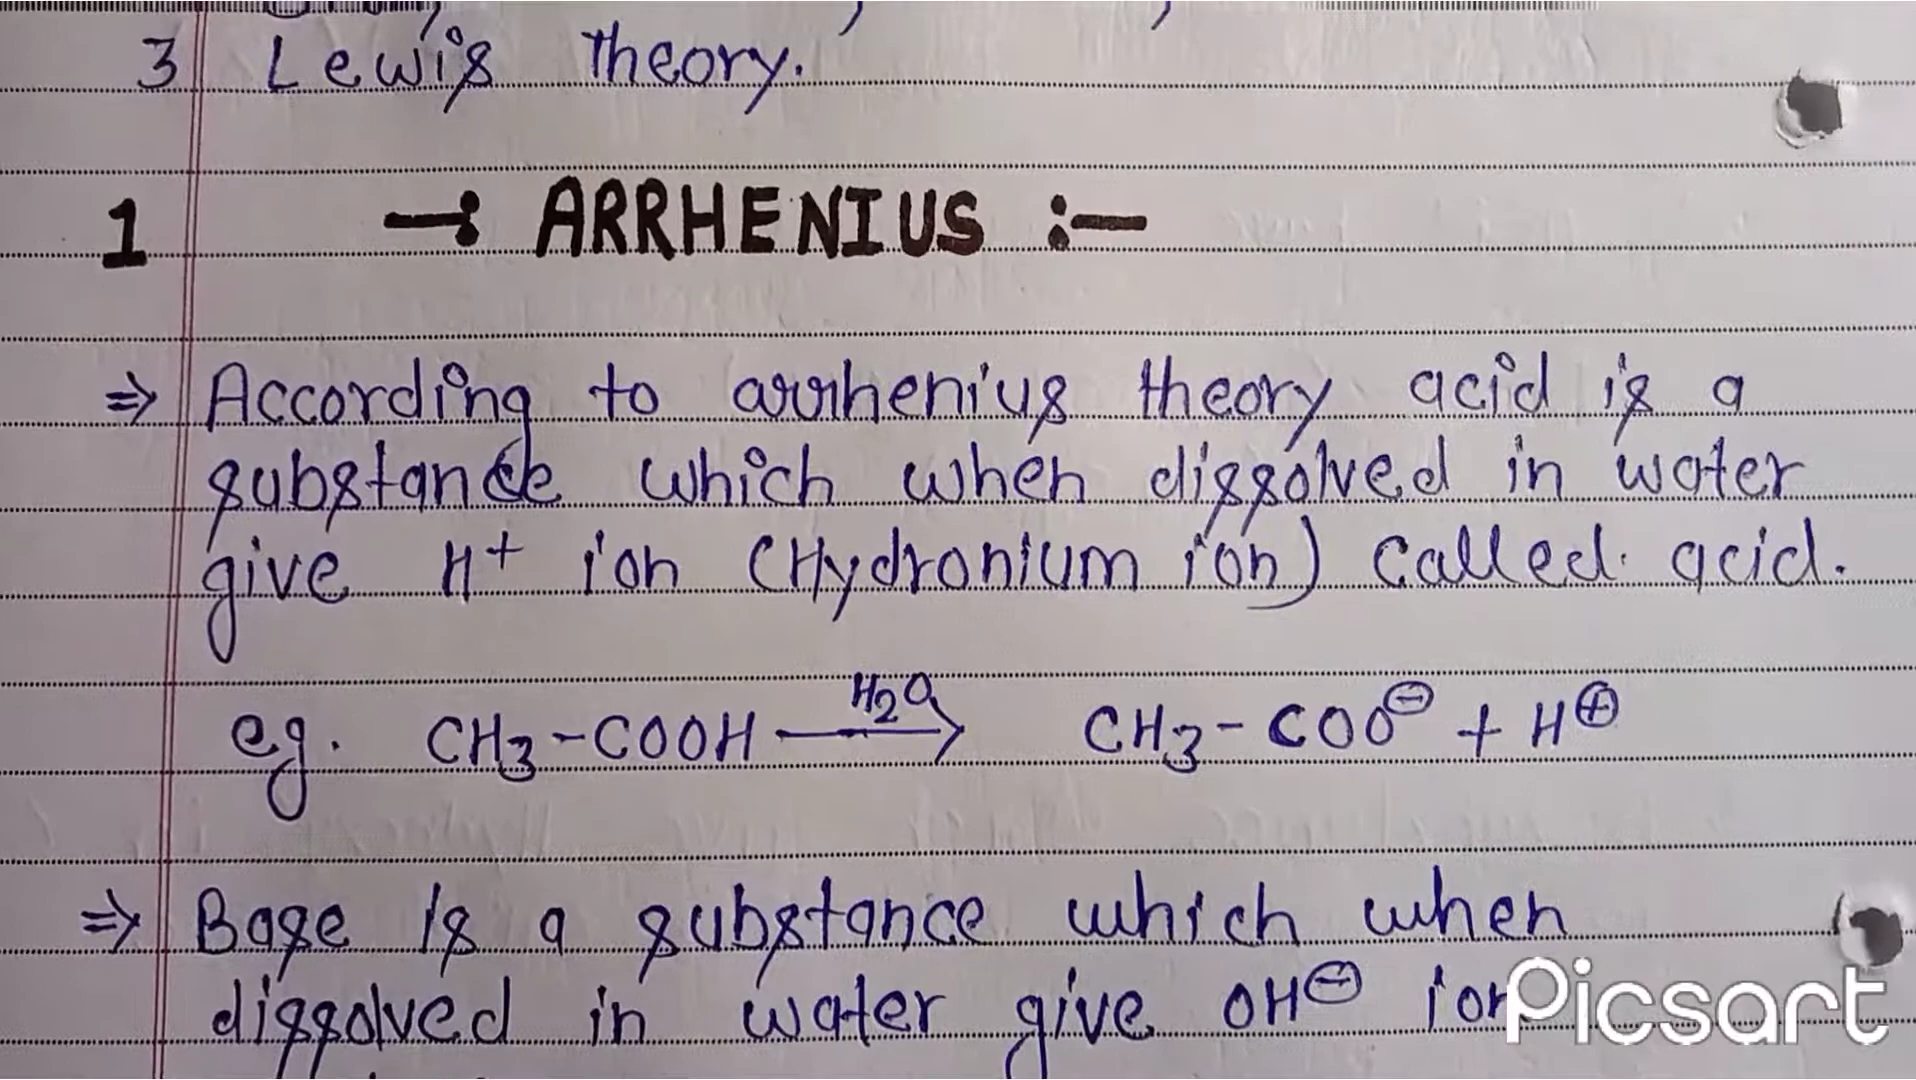 3 Lewis theory.
1 -: ARRHENIUS :-
⇒ According to arrhenius theory acid is a
substance which when dissolved in water
give H+ ion (Hydronium ion) called acid.
eg. CH3-COOH —H2O→ CH3-COO⊖ + H⊕
⇒ Base is a substance which when
dissolved in water give OH⊖ ion
Picsart